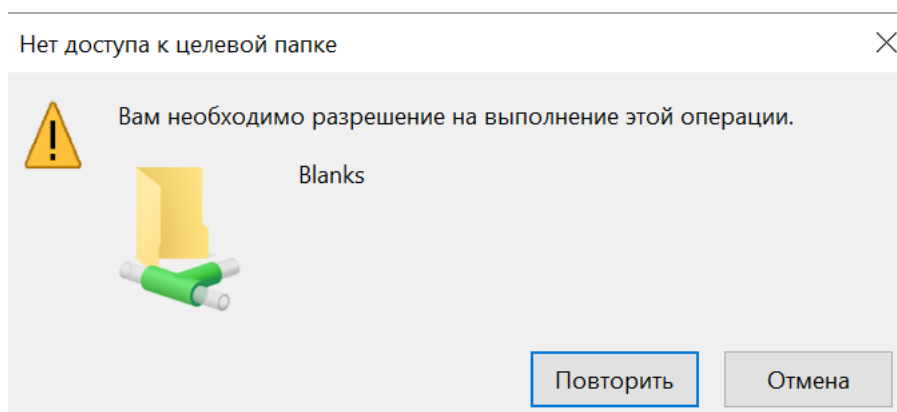 Нет доступа к целевой папке
Вам необходимо разрешение на выполнение этой операции.
Blanks
Повторить
Отмена